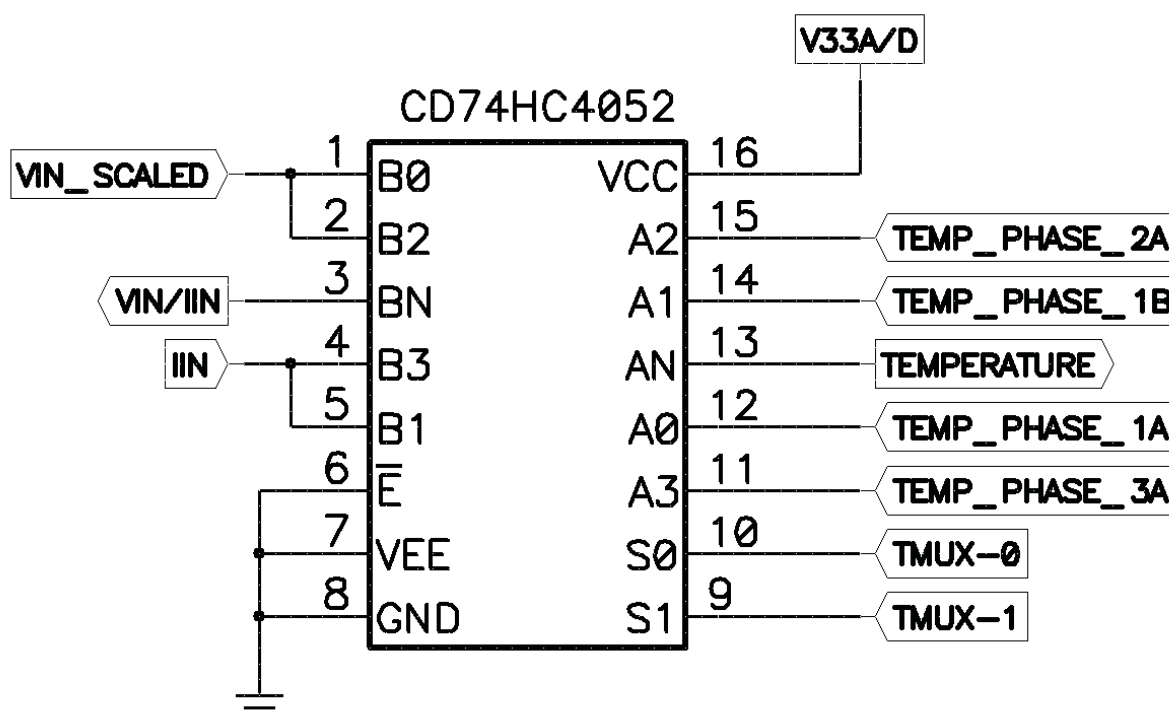 V33A/D
CD74HC4052
VIN_SCALED 1 B0 VCC 16
2 B2 A2 15 TEMP_PHASE_2A
VIN/IIN 3 BN A1 14 TEMP_PHASE_1B
IIN 4 B3 AN 13 TEMPERATURE
5 B1 A0 12 TEMP_PHASE_1A
6 E A3 11 TEMP_PHASE_3A
7 VEE S0 10 TMUX-0
8 GND S1 9 TMUX-1